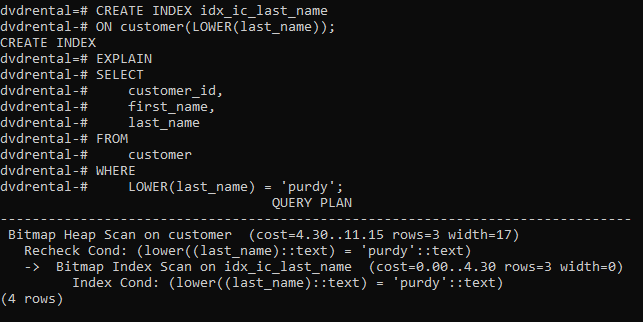 dvdrental=# CREATE INDEX idx_ic_last_name
dvdrental-# ON customer(LOWER(last_name));
CREATE INDEX
dvdrental=# EXPLAIN
dvdrental-# SELECT
dvdrental-#     customer_id,
dvdrental-#     first_name,
dvdrental-#     last_name
dvdrental-# FROM
dvdrental-#     customer
dvdrental-# WHERE
dvdrental-#     LOWER(last_name) = 'purdy';
                                  QUERY PLAN
-------------------------------------------------------------------------------
 Bitmap Heap Scan on customer  (cost=4.30..11.15 rows=3 width=17)
   Recheck Cond: (lower((last_name)::text) = 'purdy'::text)
   ->  Bitmap Index Scan on idx_ic_last_name  (cost=0.00..4.30 rows=3 width=0)
         Index Cond: (lower((last_name)::text) = 'purdy'::text)
(4 rows)